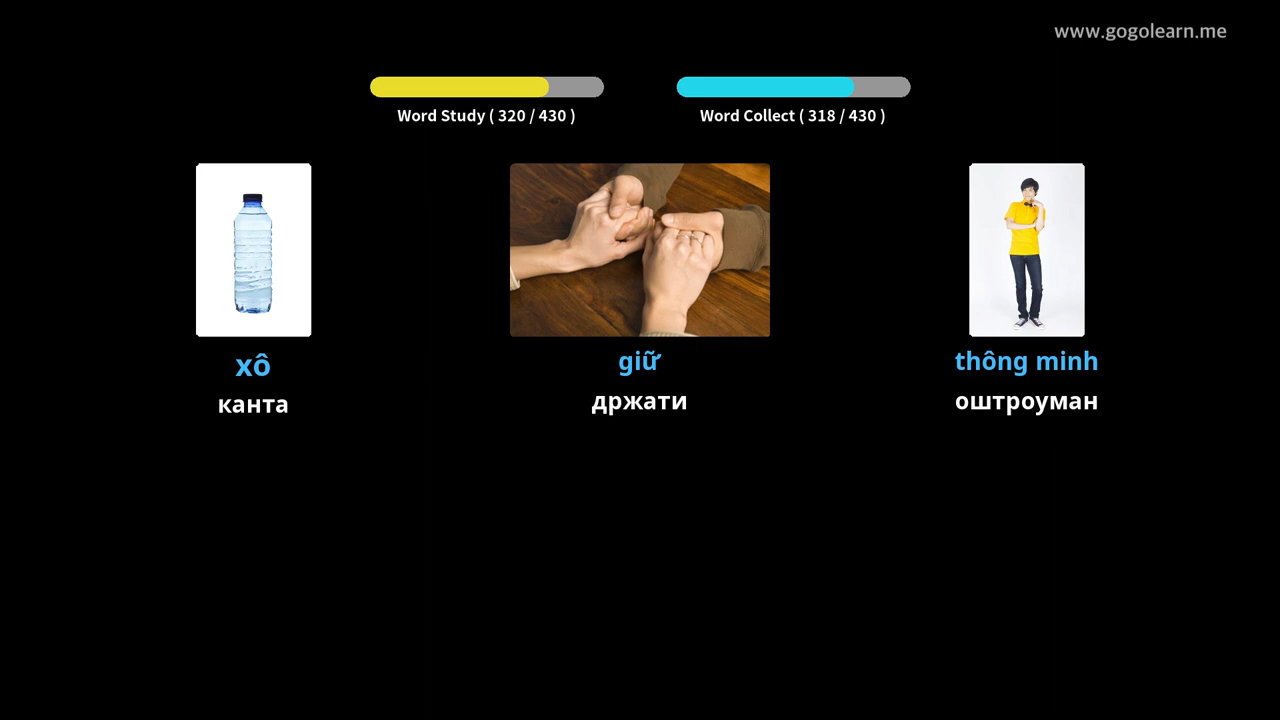 www.gogolearn.me
Word Study ( 320 / 430 )
Word Collect ( 318 / 430 )
xô
giữ
thông minh
канта
држати
оштроуман